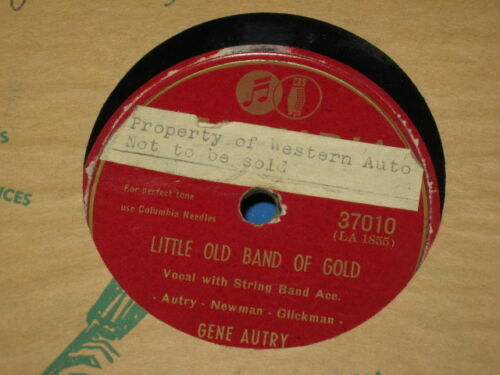 CBS
Property of Western Auto
Not to be sold
For perfect tone
use Columbia Needles
37010
(LA 1855)
LITTLE OLD BAND OF GOLD
Vocal with String Band Acc.
- Autry - Newman - Glickman -
GENE AUTRY